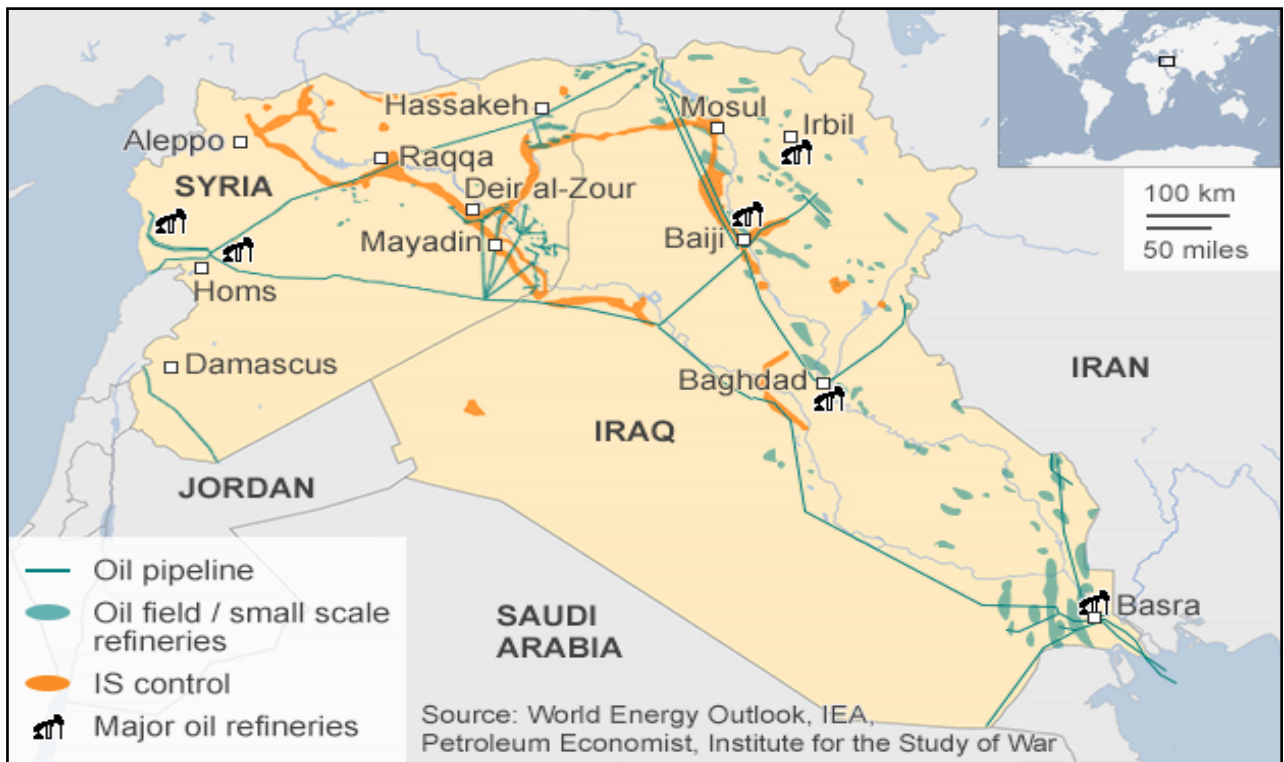 Hassakeh
Mosul
Irbil
Aleppo
Raqqa
SYRIA
Deir al-Zour
Mayadin
Baiji
Homs
100 km
50 miles
Damascus
Baghdad
IRAN
IRAQ
JORDAN
SAUDI
ARABIA
Basra
Oil pipeline
Oil field / small scale
refineries
IS control
Major oil refineries
Source: World Energy Outlook, IEA,
Petroleum Economist, Institute for the Study of War